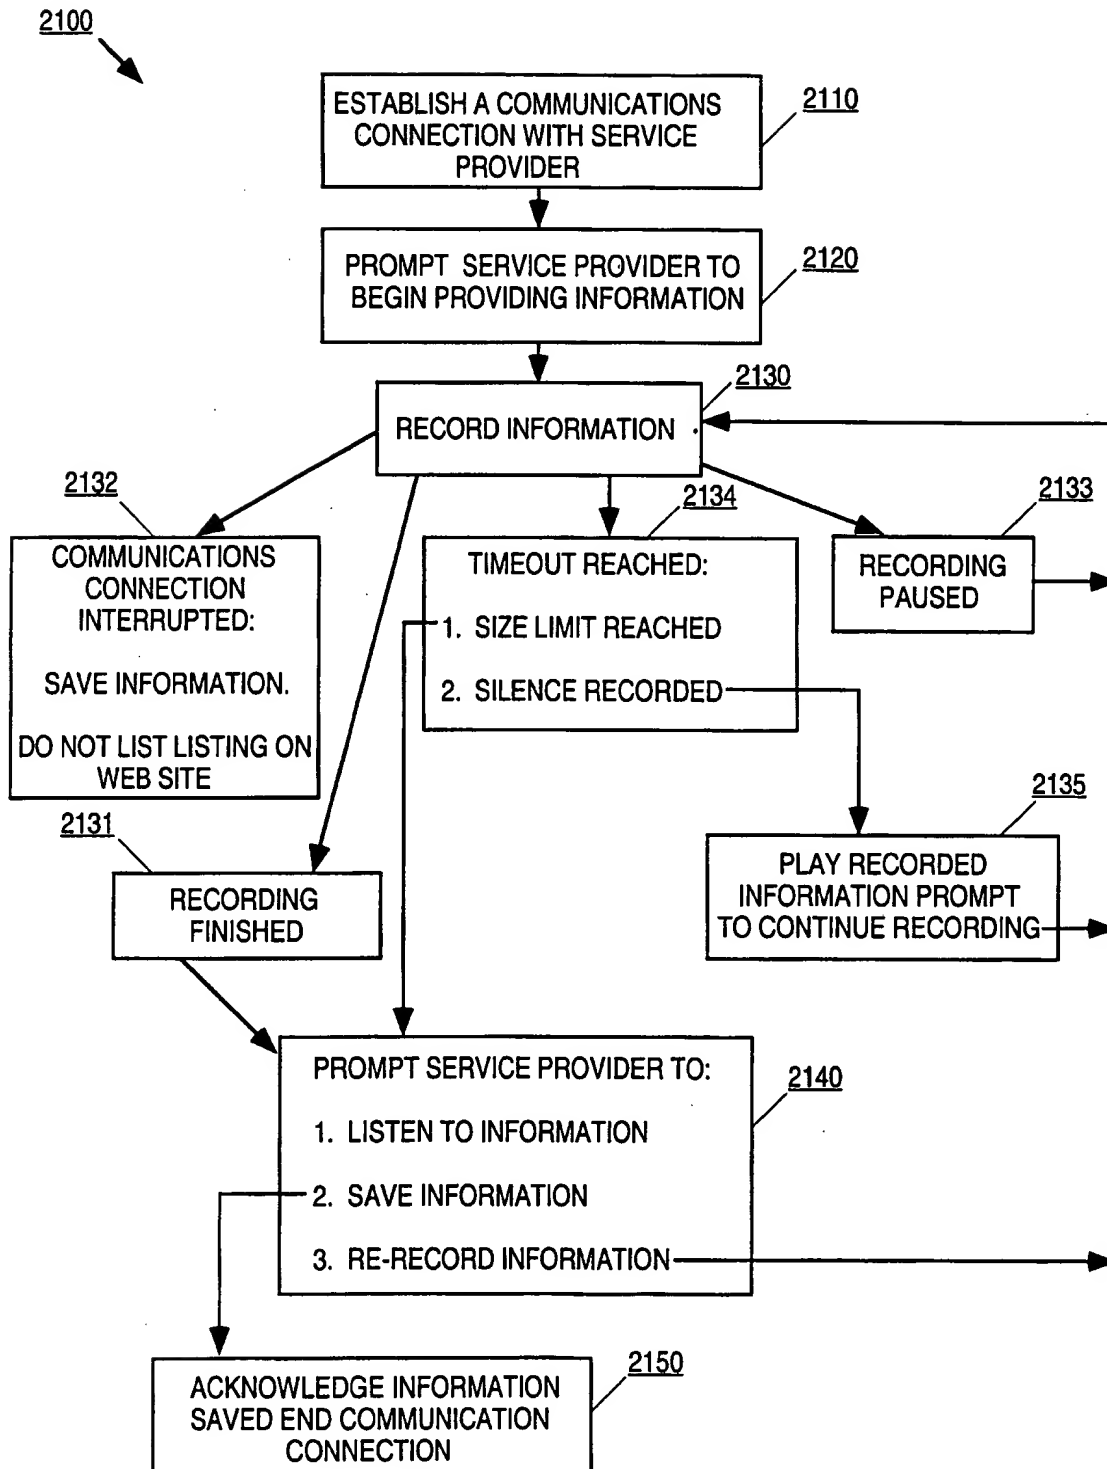 2100
ESTABLISH A COMMUNICATIONS
CONNECTION WITH SERVICE
PROVIDER
2110
PROMPT SERVICE PROVIDER TO
BEGIN PROVIDING INFORMATION
2120
RECORD INFORMATION
2130
2132
COMMUNICATIONS
CONNECTION
INTERRUPTED:
SAVE INFORMATION.
DO NOT LIST LISTING ON
WEB SITE
2134
TIMEOUT REACHED:
1. SIZE LIMIT REACHED
2. SILENCE RECORDED
2133
RECORDING
PAUSED
2131
RECORDING
FINISHED
2135
PLAY RECORDED
INFORMATION PROMPT
TO CONTINUE RECORDING
PROMPT SERVICE PROVIDER TO:
1. LISTEN TO INFORMATION
2. SAVE INFORMATION
3. RE-RECORD INFORMATION
2140
ACKNOWLEDGE INFORMATION
SAVED END COMMUNICATION
CONNECTION
2150